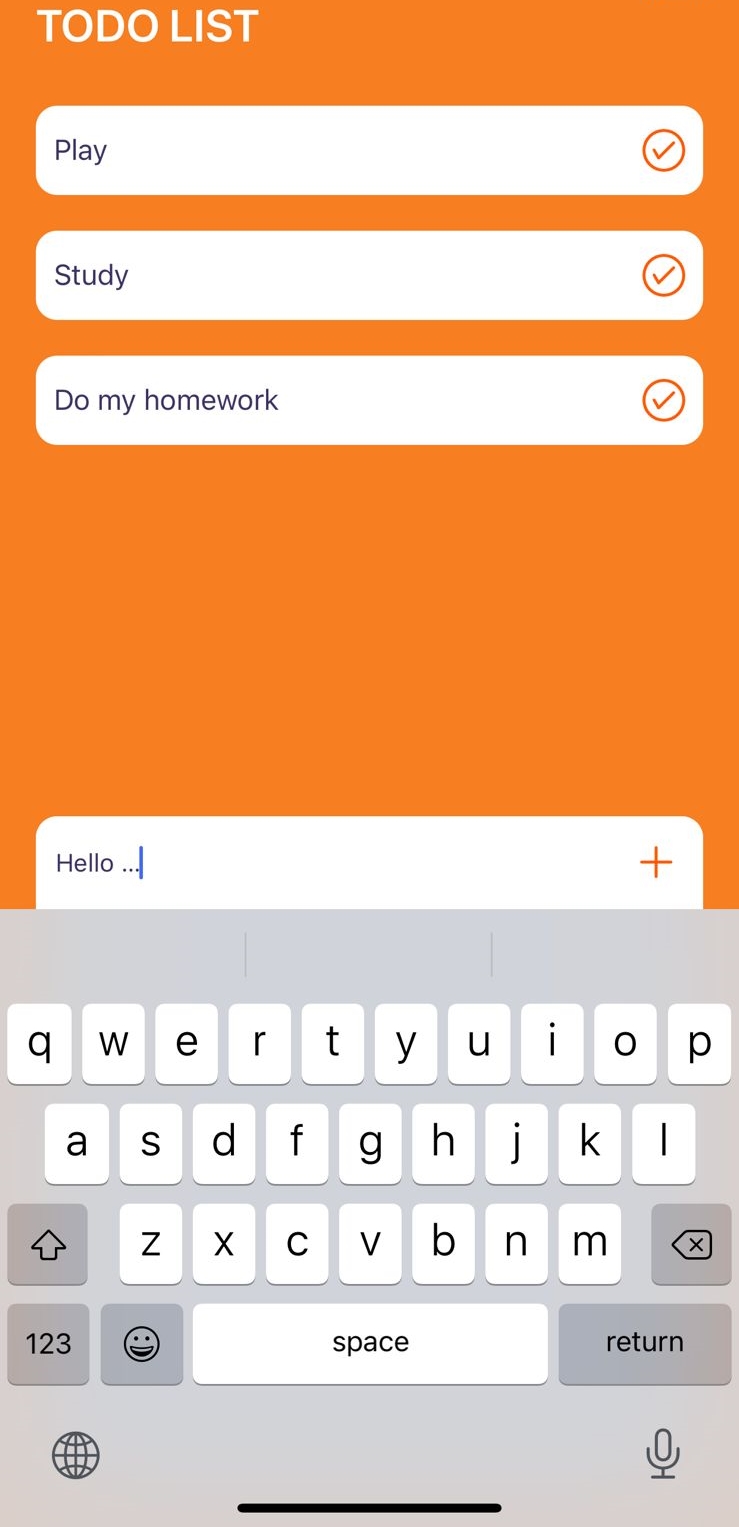 TODO LIST
Play
Study
Do my homework
Hello ...
q w e r t y u i o p
a s d f g h j k l
z x c v b n m
123 space return